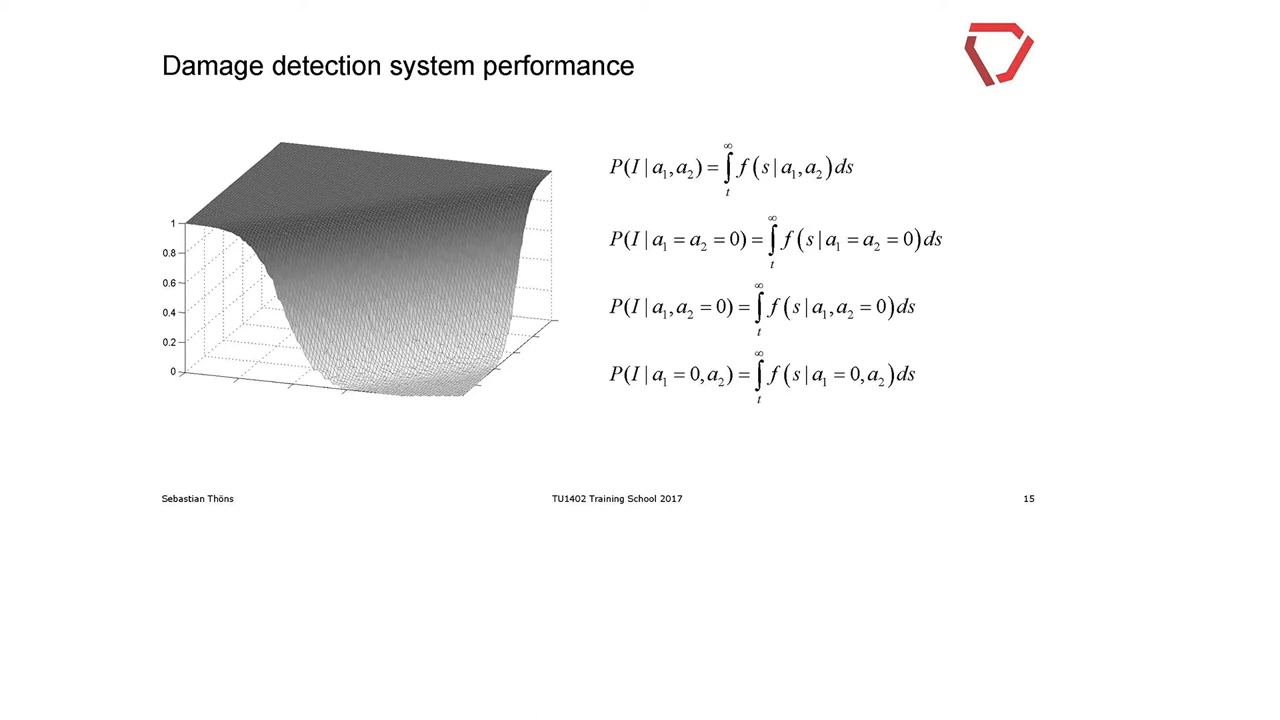 Damage detection system performance
1
0.8
0.6
0.4
0.2
0
P(I | a₁, a₂) = ∫ₜ^∞ f(s | a₁, a₂) ds
P(I | a₁ = a₂ = 0) = ∫ₜ^∞ f(s | a₁ = a₂ = 0) ds
P(I | a₁, a₂ = 0) = ∫ₜ^∞ f(s | a₁, a₂ = 0) ds
P(I | a₁ = 0, a₂) = ∫ₜ^∞ f(s | a₁ = 0, a₂) ds
Sebastian Thöns
TU1402 Training School 2017
15